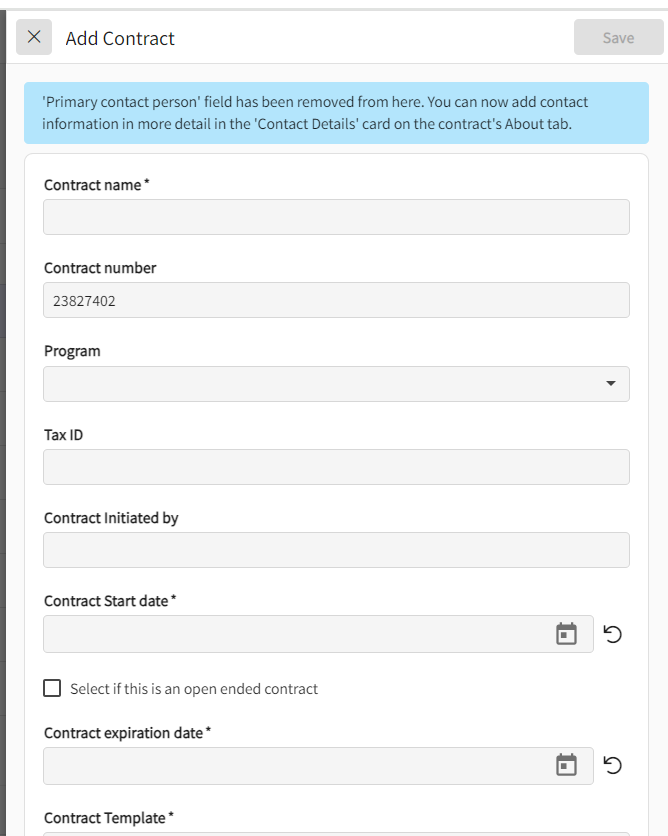 Add Contract
Save
'Primary contact person' field has been removed from here. You can now add contact
information in more detail in the 'Contact Details' card on the contract's About tab.
Contract name *
Contract number
23827402
Program
Tax ID
Contract Initiated by
Contract Start date *
Select if this is an open ended contract
Contract expiration date *
Contract Template *